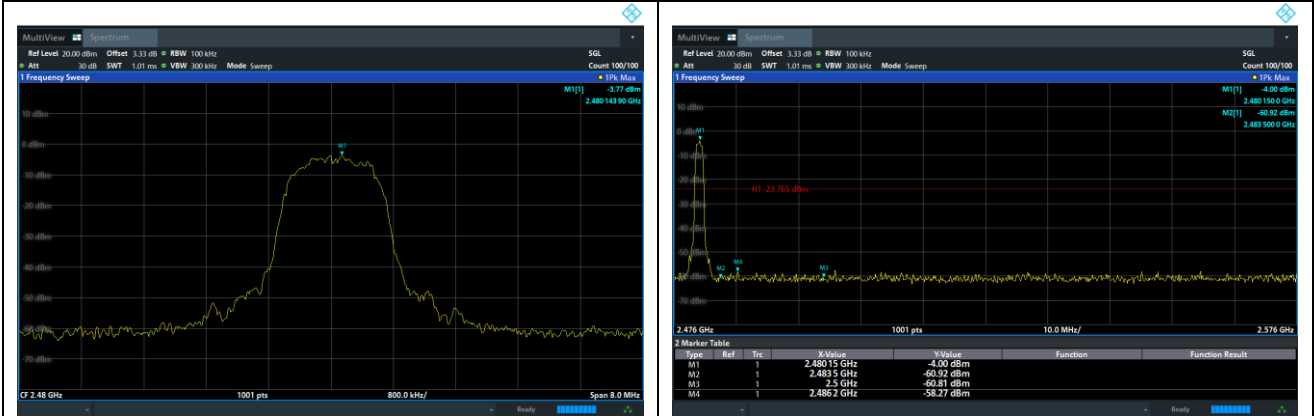 MultiView Spectrum
Ref Level 20.00 dBm Offset 3.33 dB RBW 100 kHz SGL
Att 30 dB SWT 1.01 ms VBW 300 kHz Mode Sweep Count 100/100
1 Frequency Sweep 1Pk Max
M1[1] -3.77 dBm
2.480 143 90 GHz
10 dBm
M1
0 dBm
-10 dBm
-20 dBm
-30 dBm
-40 dBm
-50 dBm
-60 dBm
-70 dBm
CF 2.48 GHz 1001 pts 800.0 kHz/ Span 8.0 MHz
Ready
MultiView Spectrum
Ref Level 20.00 dBm Offset 3.33 dB RBW 100 kHz SGL
Att 30 dB SWT 1.01 ms VBW 300 kHz Mode Sweep Count 100/100
1 Frequency Sweep 1Pk Max
M1[1] -4.00 dBm
2.480 150 0 GHz
M2[1] -60.92 dBm
2.483 500 0 GHz
10 dBm
0 dBm M1
-10 dBm
-20 dBm
H1 -23.765 dBm
-30 dBm
-40 dBm
-50 dBm
M2 M4 M3
-60 dBm
-70 dBm
2.476 GHz 1001 pts 10.0 MHz/ 2.576 GHz
2 Marker Table
Type Ref Trc X-Value Y-Value Function Function Result
M1 1 2.48015 GHz -4.00 dBm
M2 1 2.4835 GHz -60.92 dBm
M3 1 2.5 GHz -60.81 dBm
M4 1 2.4862 GHz -58.27 dBm
Ready